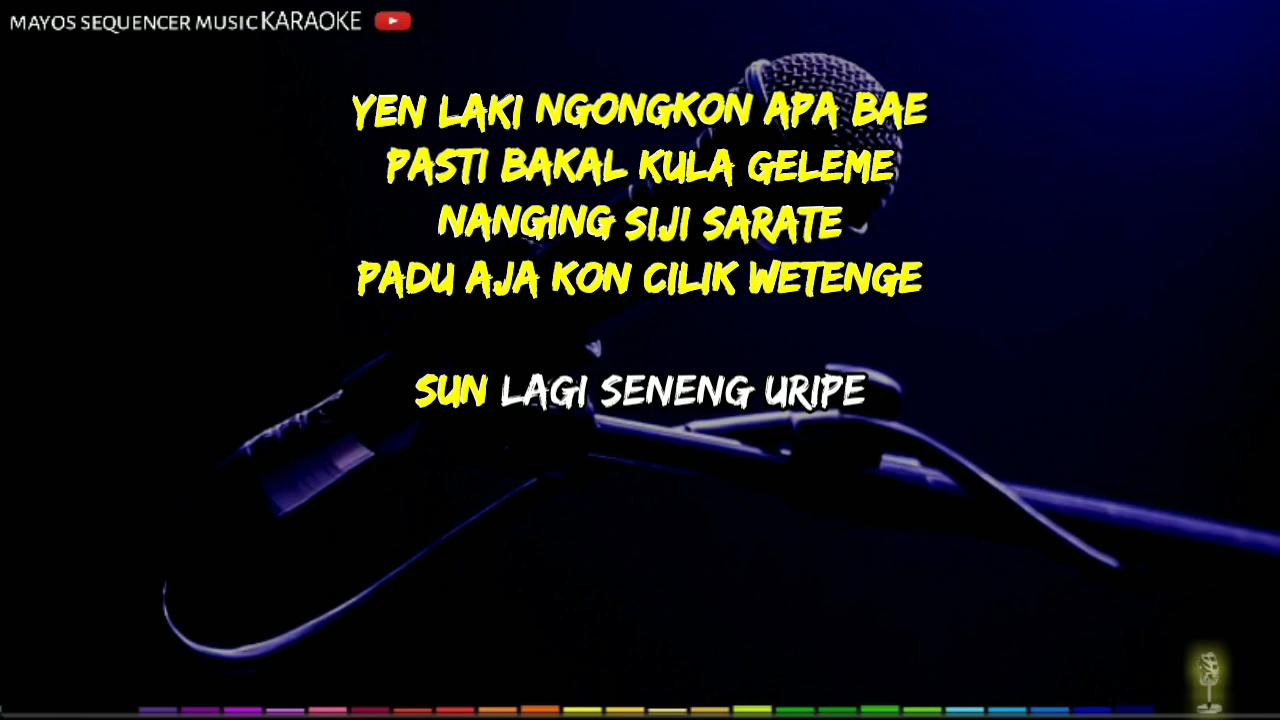 MAYOS SEQUENCER MUSIC KARAOKE
YEN LAKI NGONGKON APA BAE
PASTI BAKAL KULA GELEME
NANGING SIJI SARATE
PADU AJA KON CILIK WETENGE
SUN LAGI SENENG URIPE